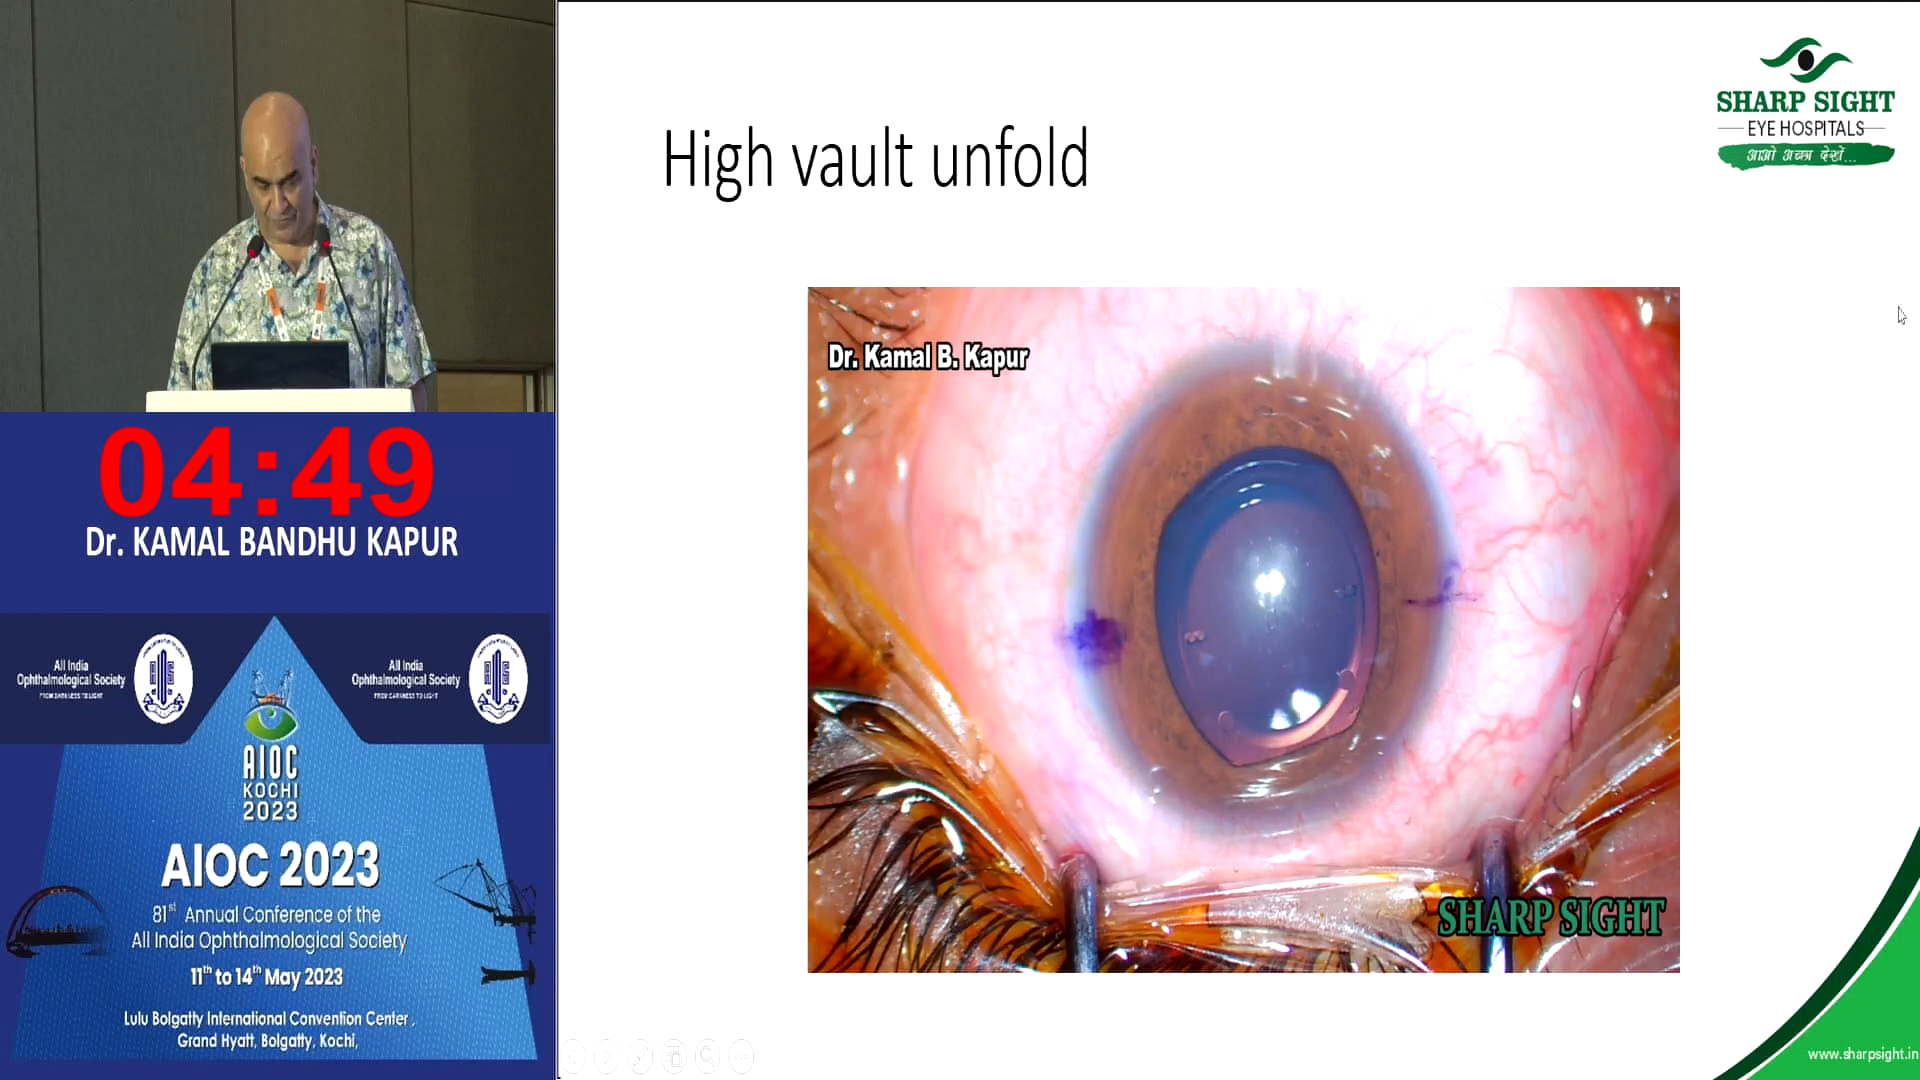 High vault unfold
SHARP SIGHT
EYE HOSPITALS
आओ अच्छा देखें...
Dr. Kamal B. Kapur
SHARP SIGHT
www.sharpsight.in
04:49
Dr. KAMAL BANDHU KAPUR
All India
Ophthalmological Society
FROM DARKNESS TO LIGHT
All India
Ophthalmological Society
FROM DARKNESS TO LIGHT
AIOC
KOCHI
2023
AIOC 2023
81st Annual Conference of the
All India Ophthalmological Society
11th to 14th May 2023
Lulu Bolgatty International Convention Center,
Grand Hyatt, Bolgatty, Kochi,